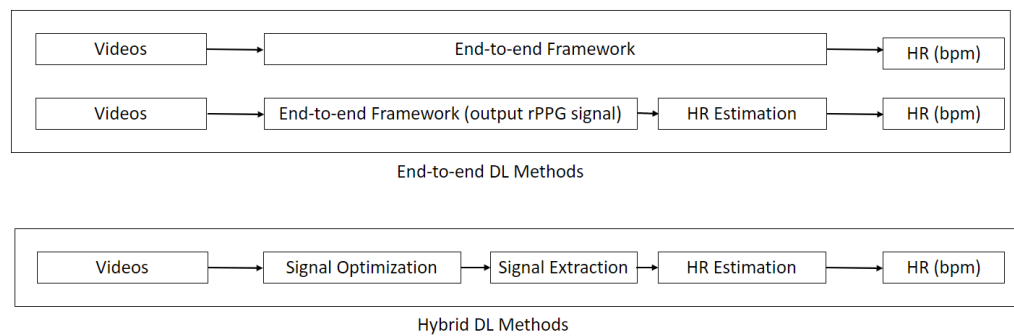 Videos
End-to-end Framework
HR (bpm)
Videos
End-to-end Framework (output rPPG signal)
HR Estimation
HR (bpm)
End-to-end DL Methods
Videos
Signal Optimization
Signal Extraction
HR Estimation
HR (bpm)
Hybrid DL Methods